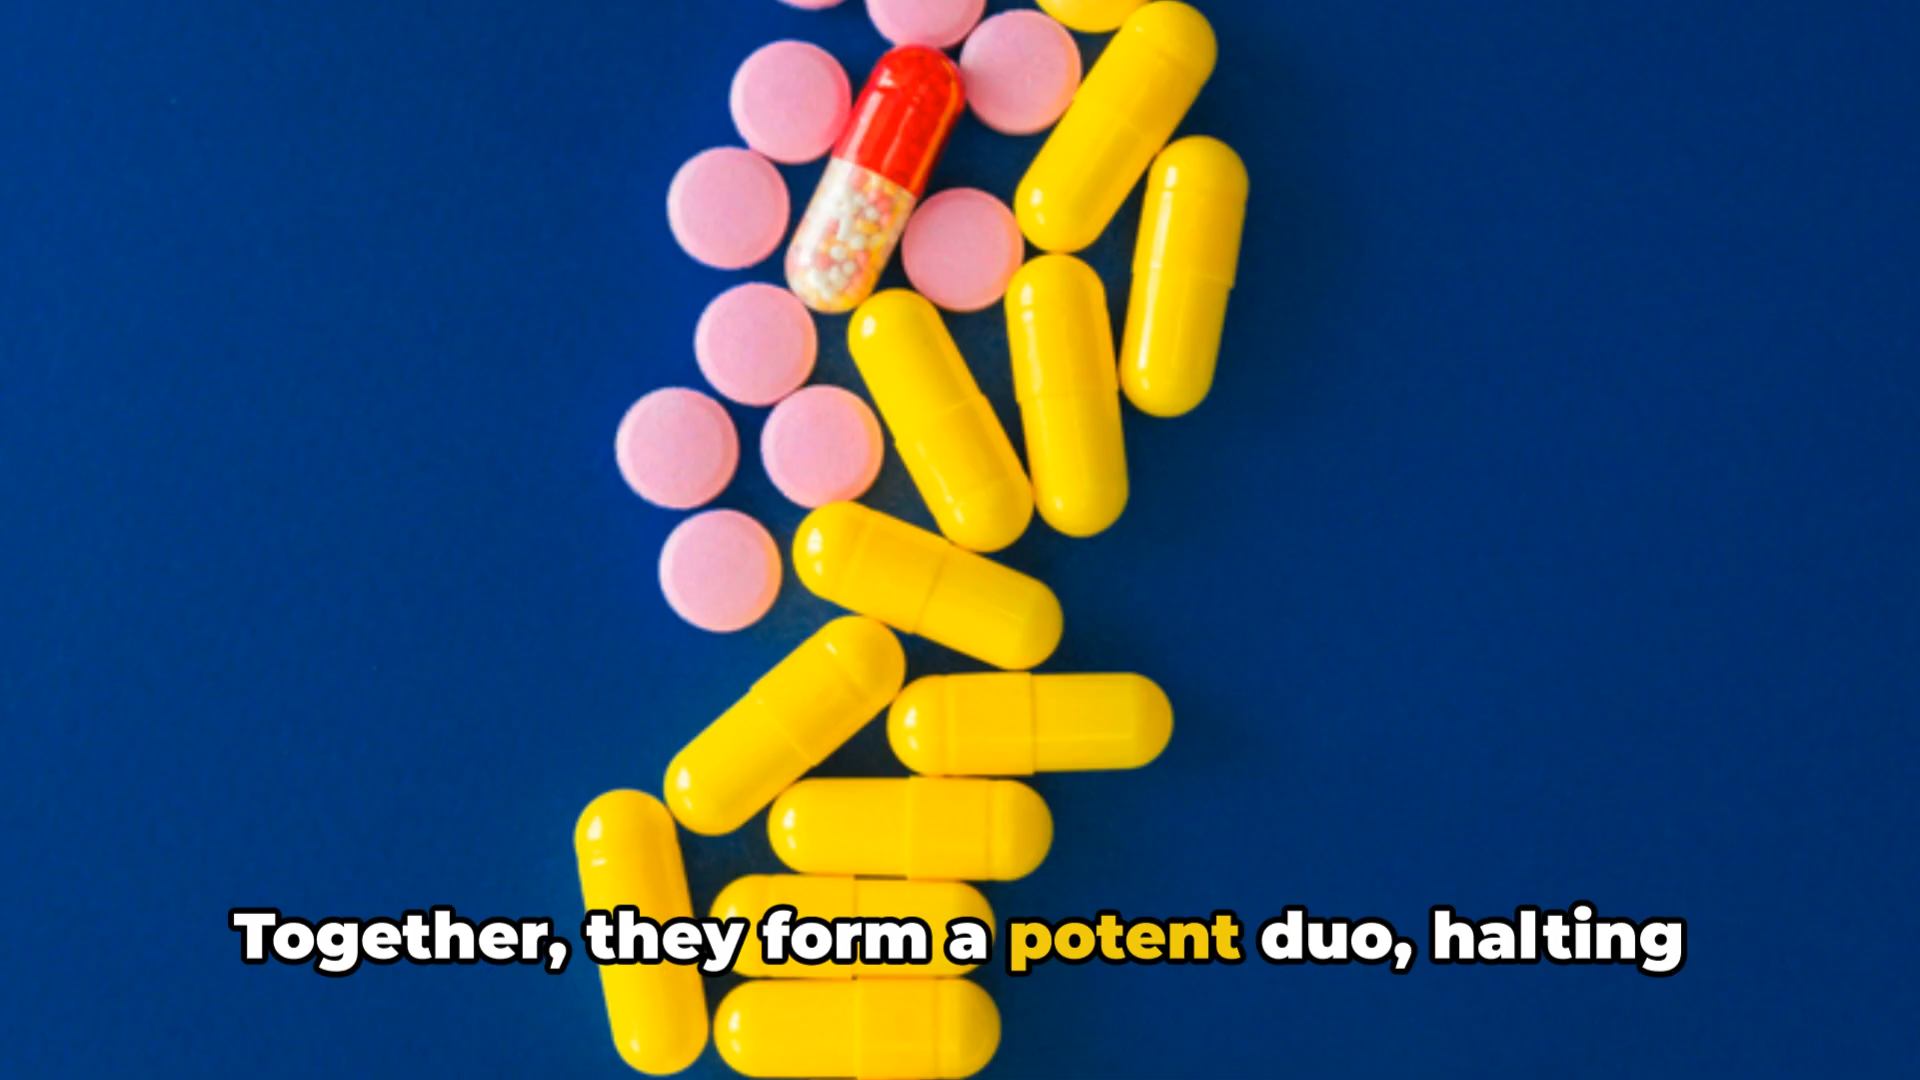 Together, they form a potent duo, halting